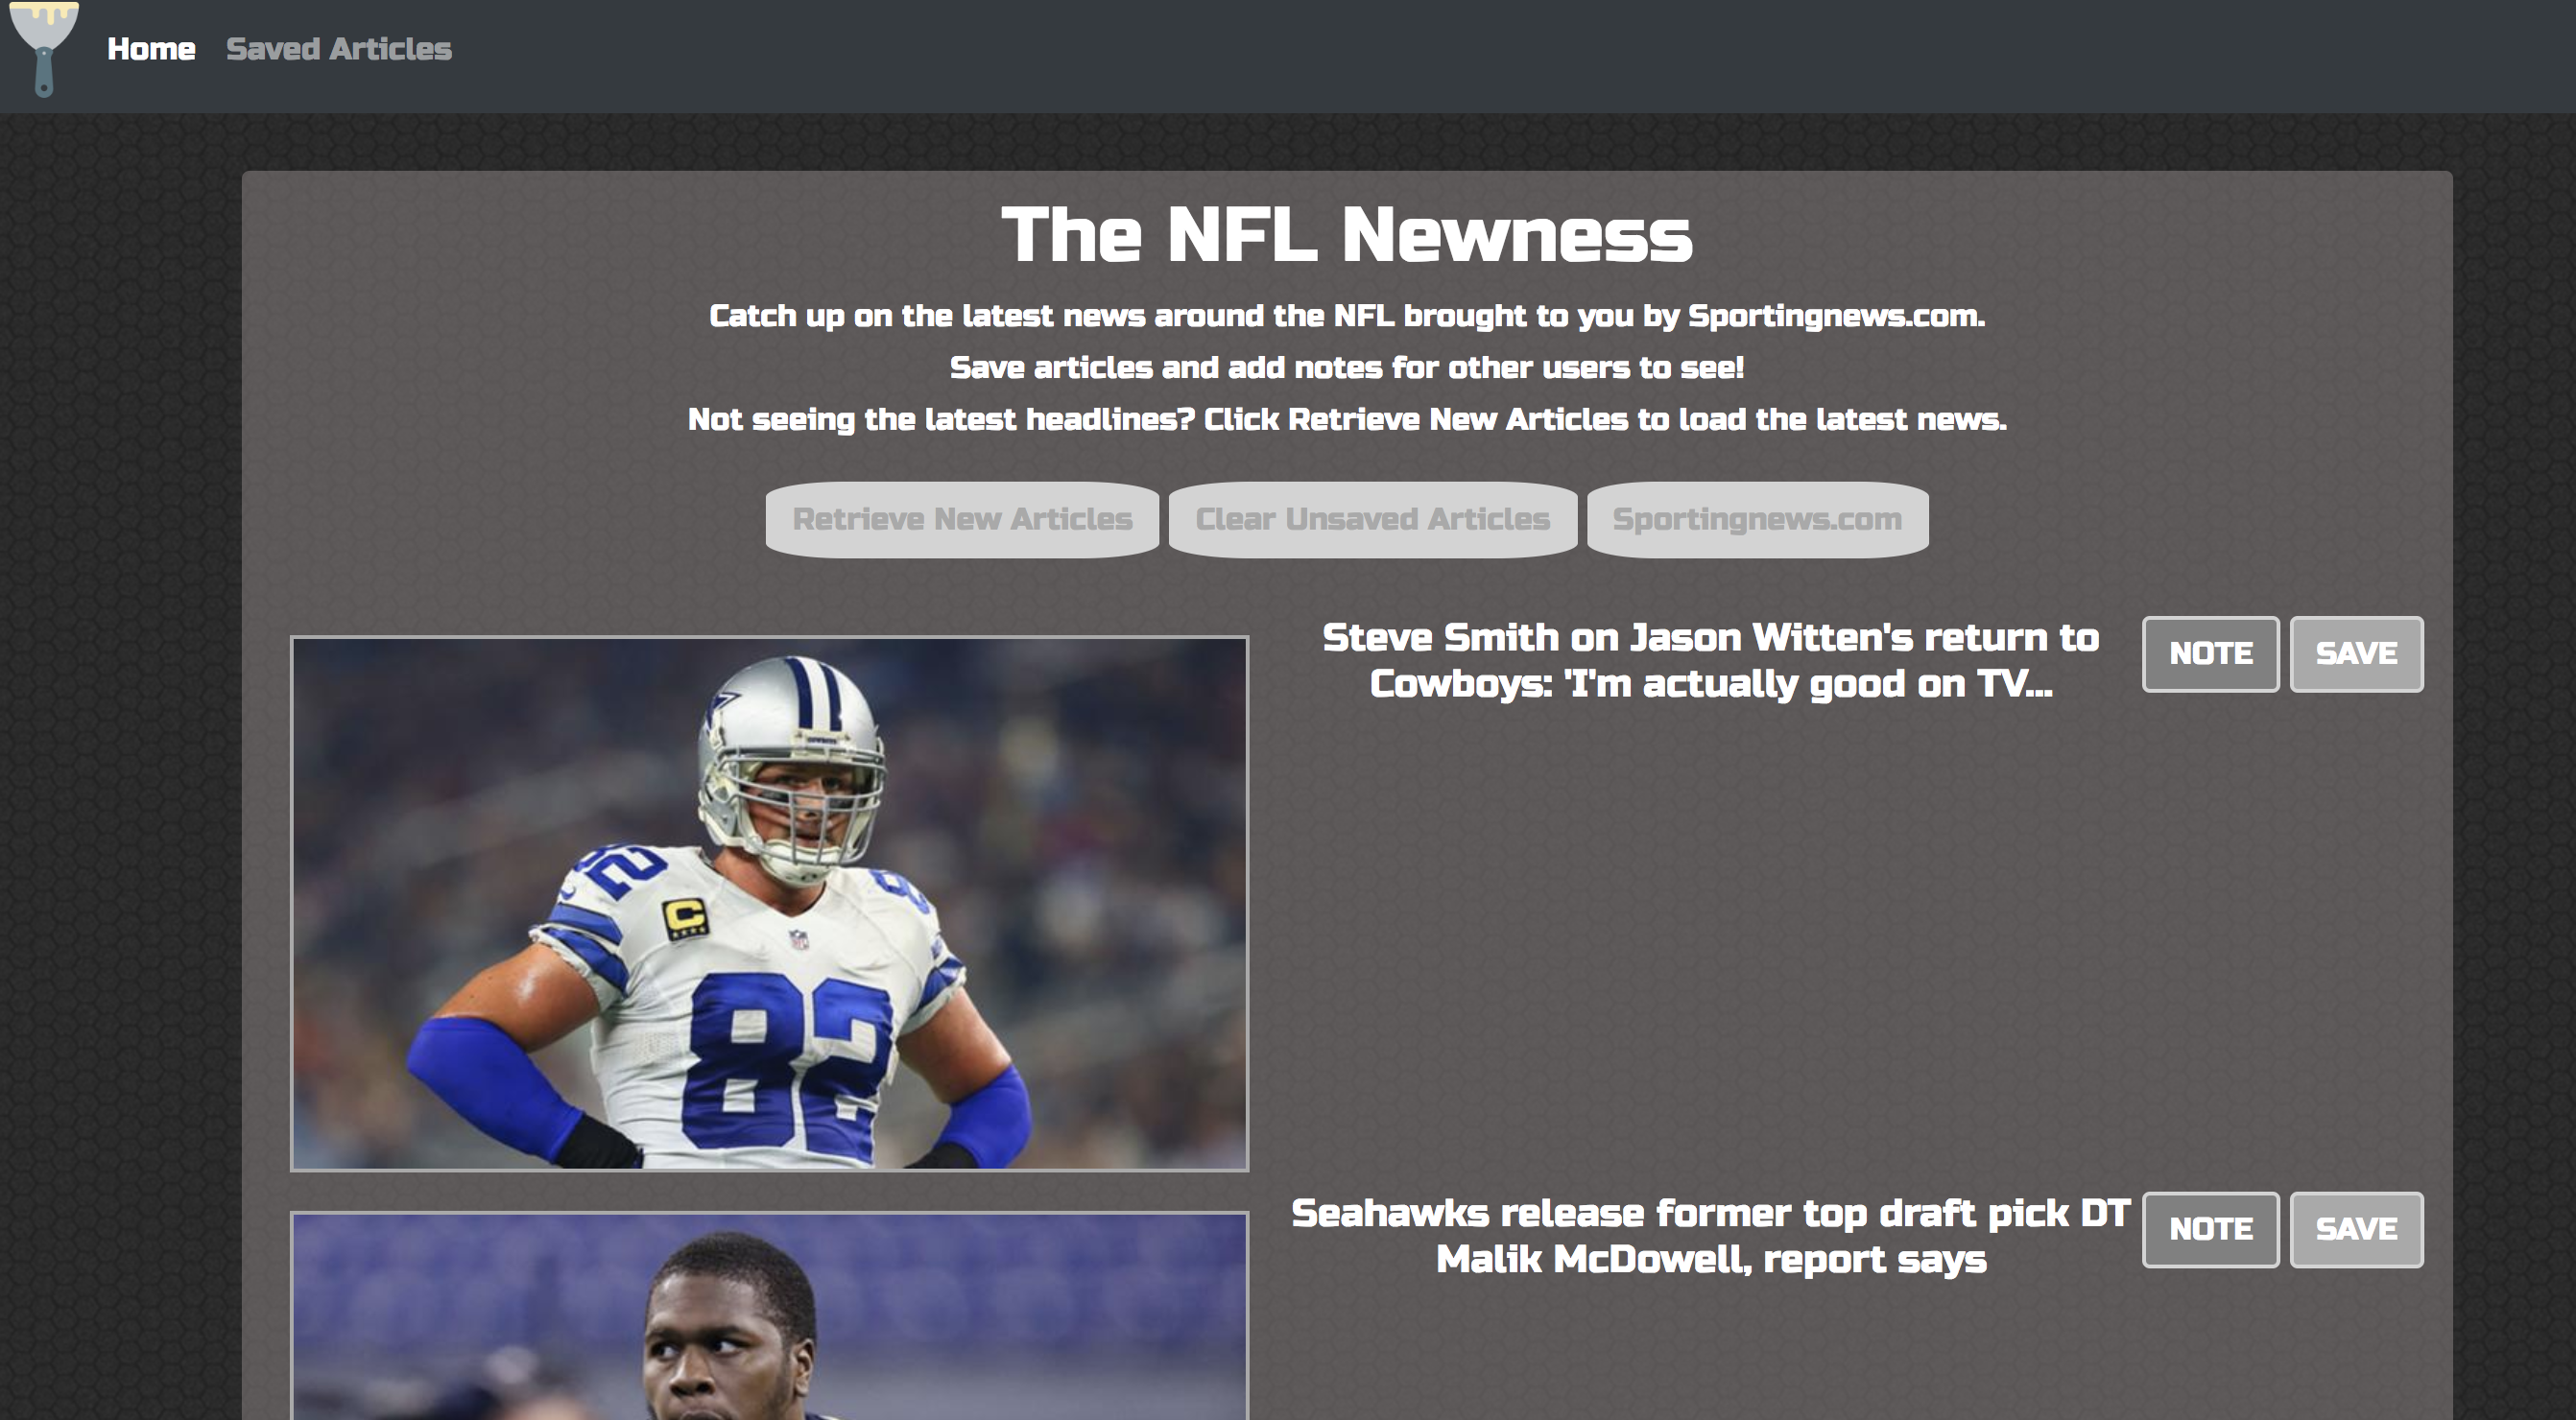 Home Saved Articles
The NFL Newness
Catch up on the latest news around the NFL brought to you by Sportingnews.com.
Save articles and add notes for other users to see!
Not seeing the latest headlines? Click Retrieve New Articles to load the latest news.
Retrieve New Articles Clear Unsaved Articles Sportingnews.com
Steve Smith on Jason Witten's return to
Cowboys: 'I'm actually good on TV...
NOTE SAVE
82
C
82
Seahawks release former top draft pick DT
Malik McDowell, report says
NOTE SAVE